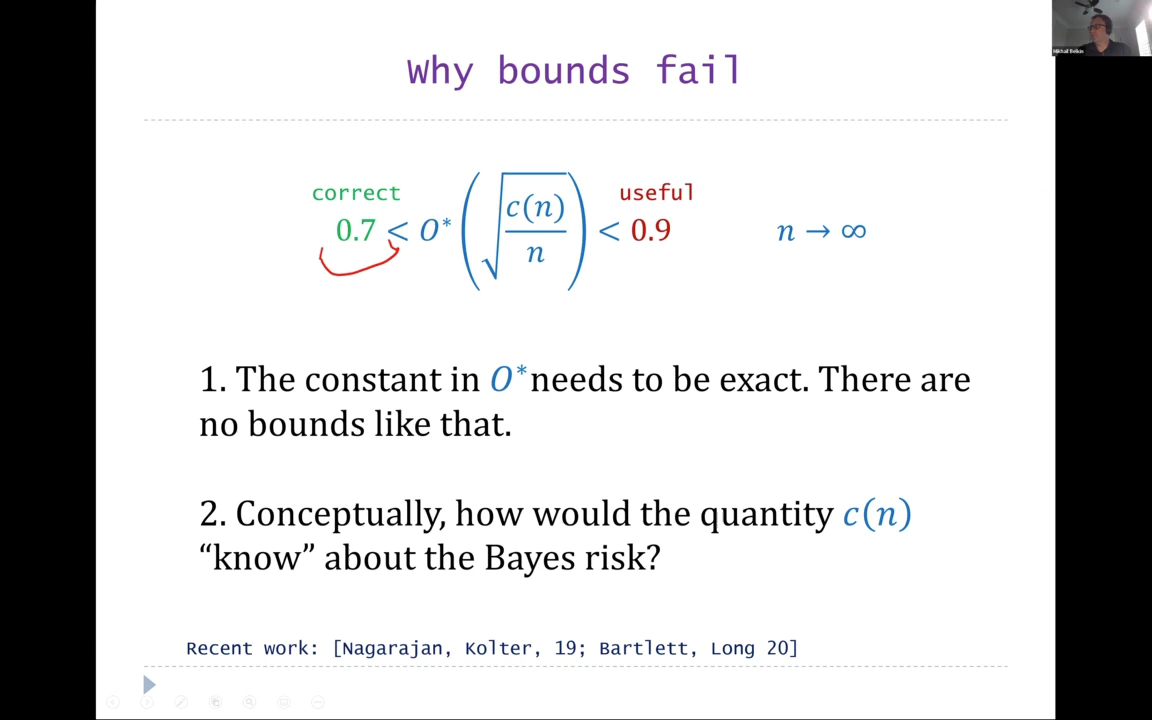 Why bounds fail
correct
useful
0.7 < O* ( √(c(n)/n) ) < 0.9    n → ∞
1. The constant in O* needs to be exact. There are
no bounds like that.
2. Conceptually, how would the quantity c(n)
“know” about the Bayes risk?
Recent work: [Nagarajan, Kolter, 19; Bartlett, Long 20]
Mikhail Belkin